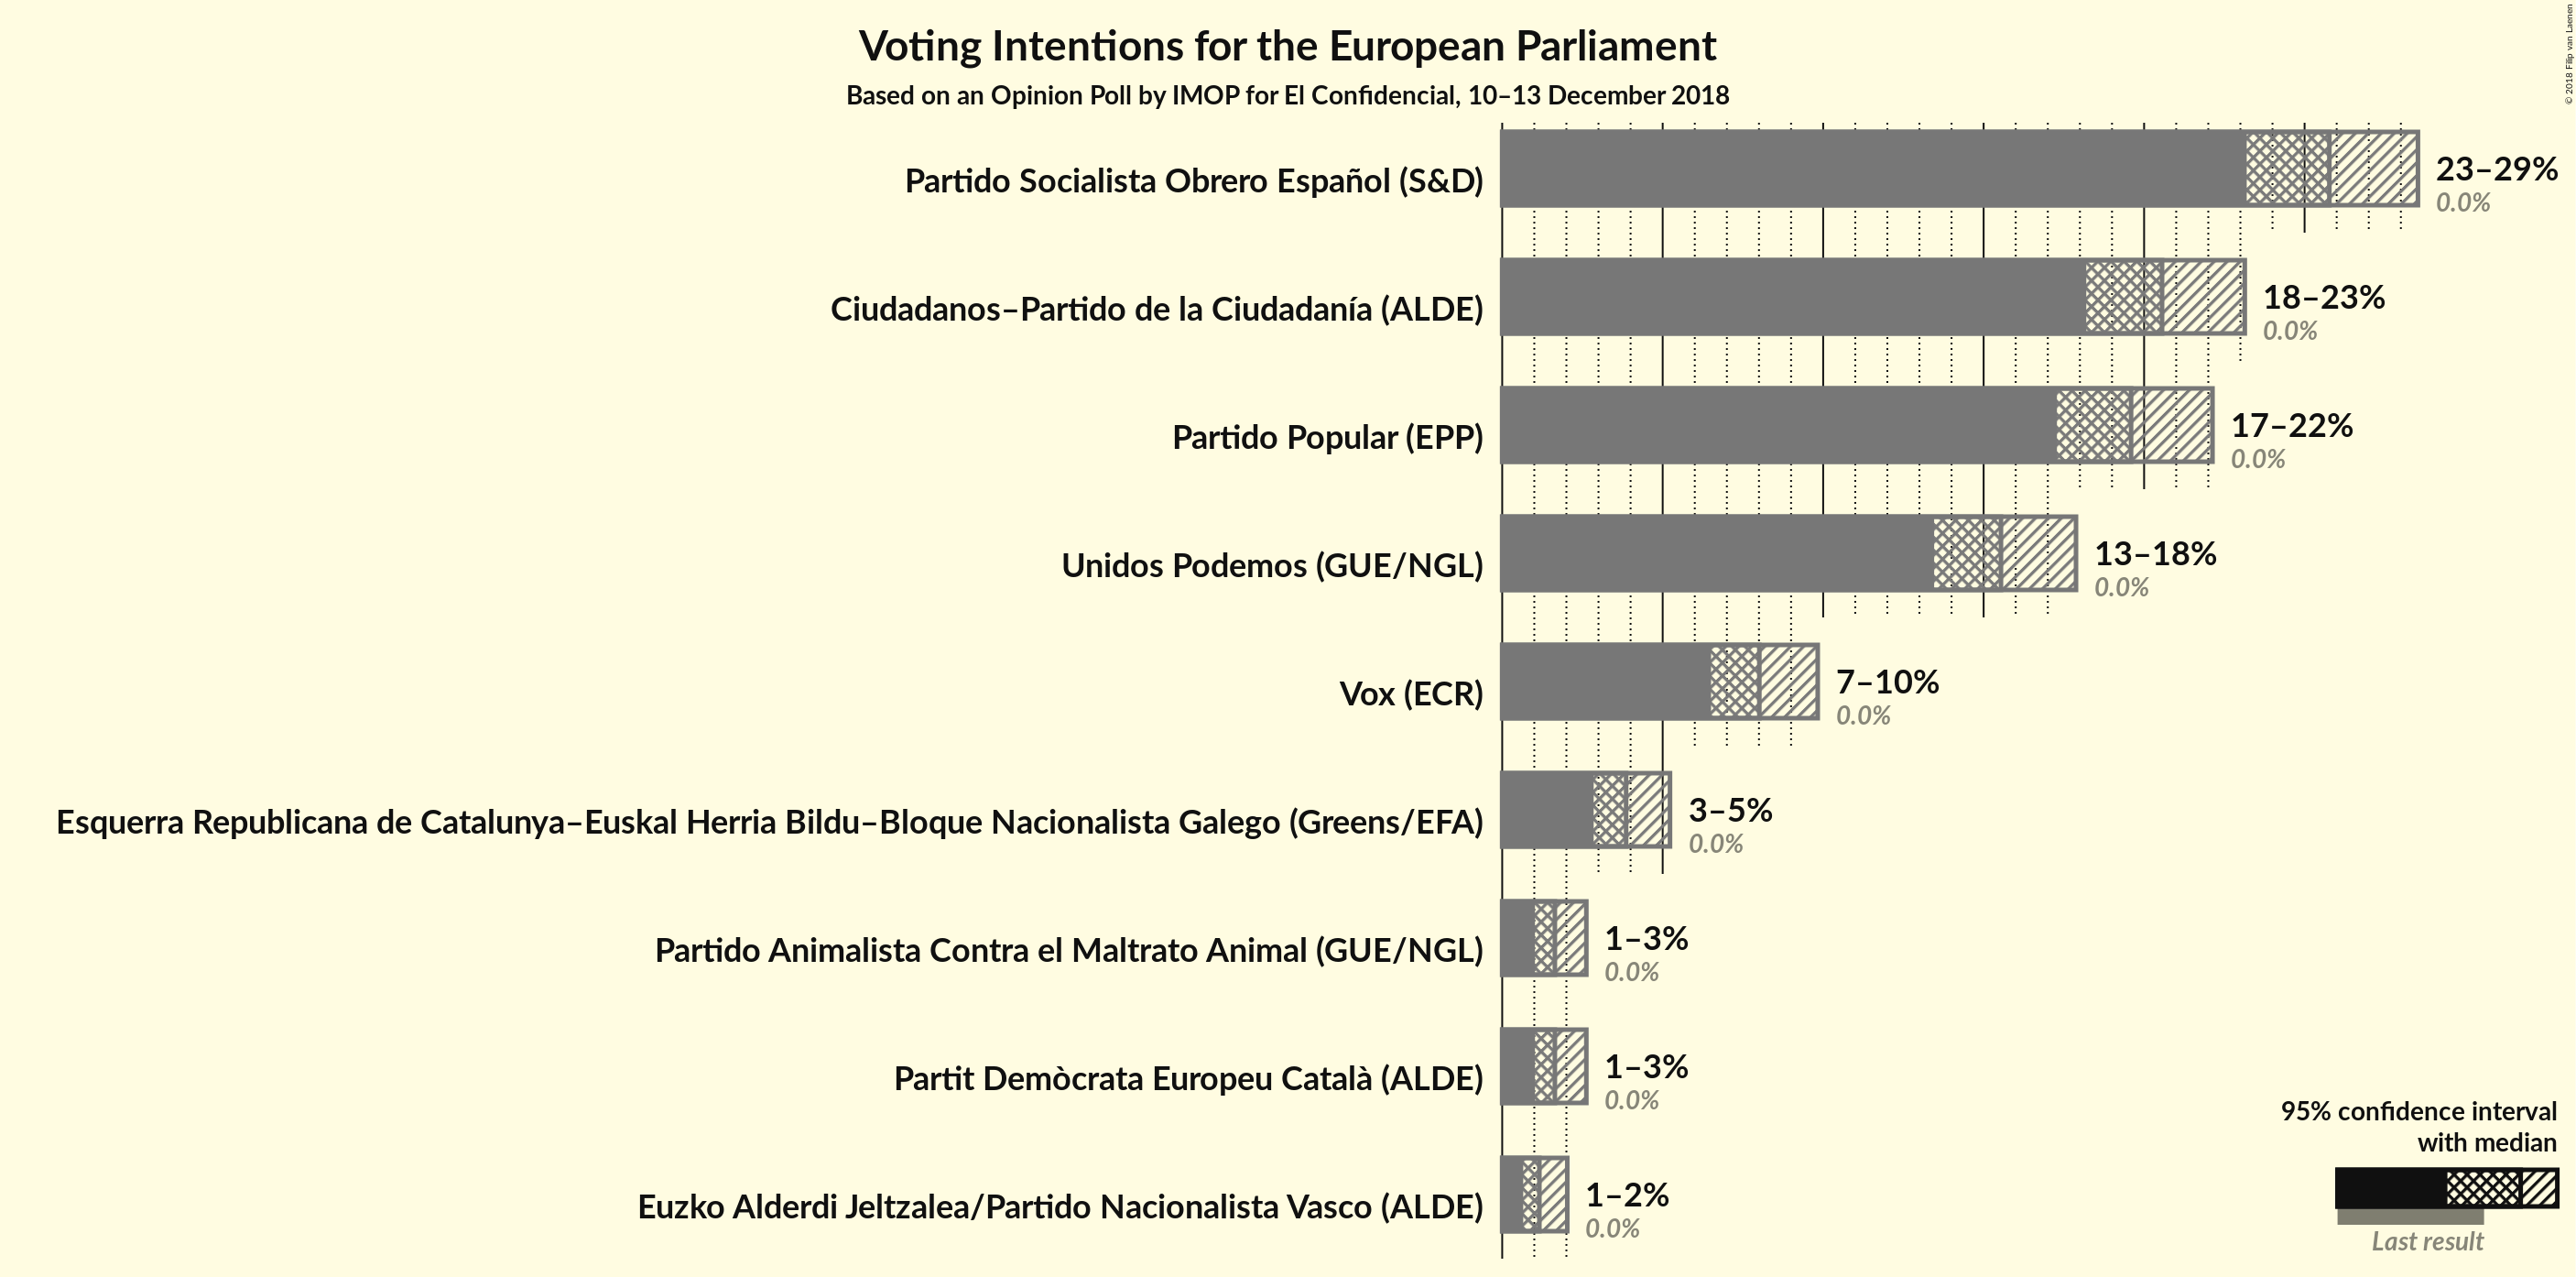 Voting Intentions for the European Parliament
Based on an Opinion Poll by IMOP for El Confidencial, 10–13 December 2018
© 2018 Filip van Laenen
Partido Socialista Obrero Español (S&D)
23–29%
0.0%
Ciudadanos–Partido de la Ciudadanía (ALDE)
18–23%
0.0%
Partido Popular (EPP)
17–22%
0.0%
Unidos Podemos (GUE/NGL)
13–18%
0.0%
Vox (ECR)
7–10%
0.0%
Esquerra Republicana de Catalunya–Euskal Herria Bildu–Bloque Nacionalista Galego (Greens/EFA)
3–5%
0.0%
Partido Animalista Contra el Maltrato Animal (GUE/NGL)
1–3%
0.0%
Partit Demòcrata Europeu Català (ALDE)
1–3%
0.0%
Euzko Alderdi Jeltzalea/Partido Nacionalista Vasco (ALDE)
1–2%
0.0%
95% confidence interval
with median
Last result